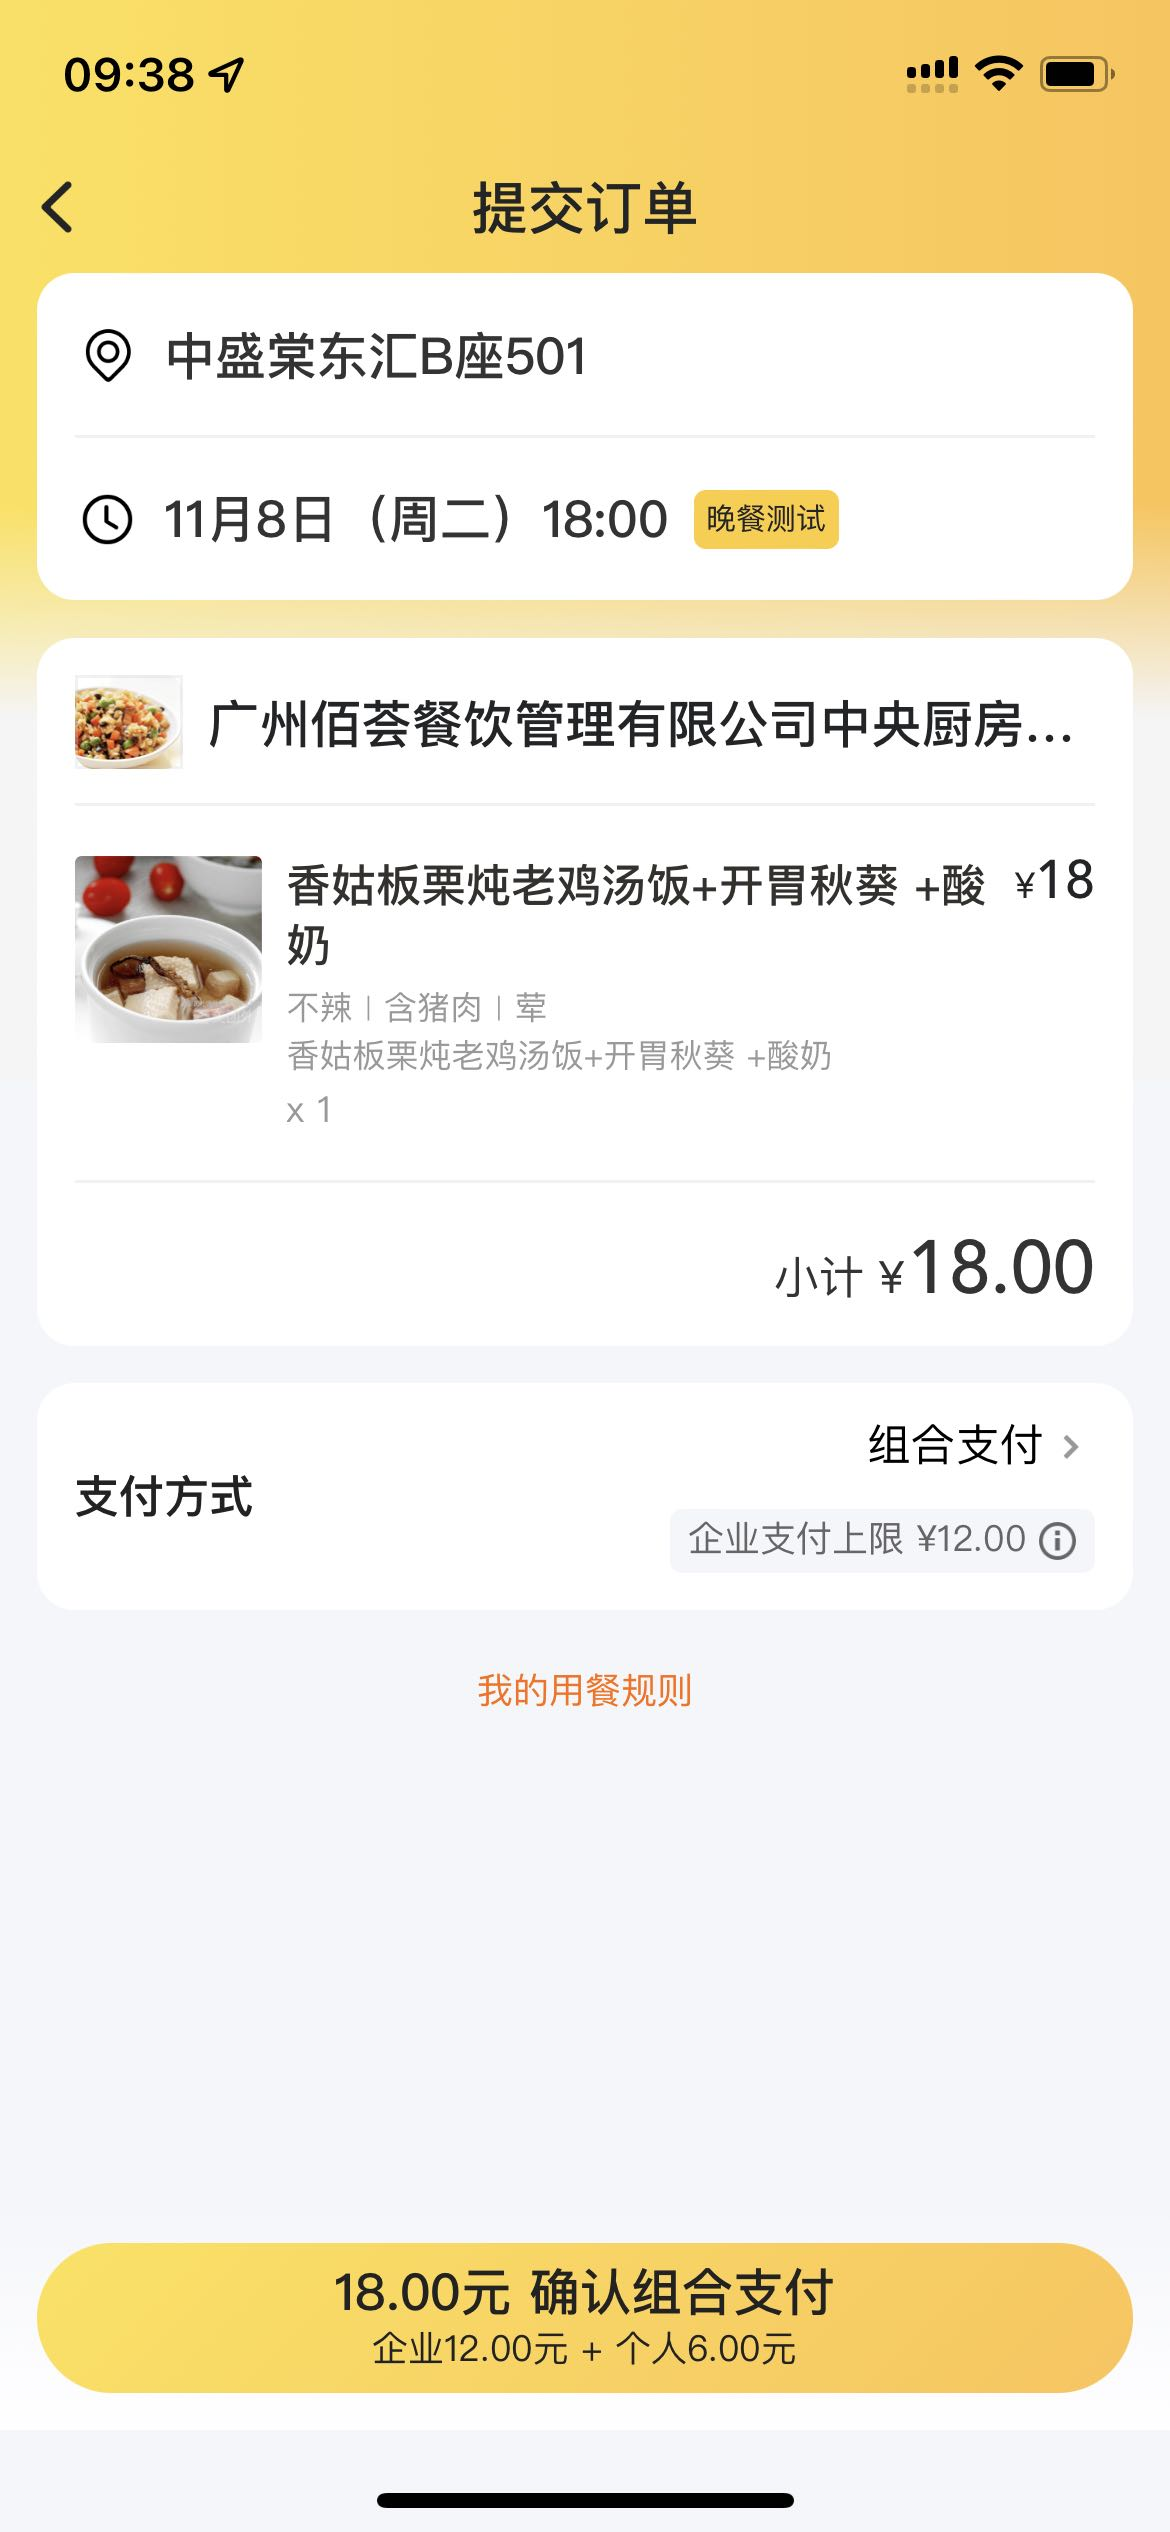 09:38
提交订单
中盛棠东汇B座501
11月8日（周二）18:00 晚餐测试
广州佰荟餐饮管理有限公司中央厨房...
香姑板栗炖老鸡汤饭+开胃秋葵 +酸 ¥18
奶
不辣 | 含猪肉 | 荤
香姑板栗炖老鸡汤饭+开胃秋葵 +酸奶
x 1
小计 ¥18.00
组合支付
支付方式
企业支付上限 ¥12.00
我的用餐规则
18.00元 确认组合支付
企业12.00元 + 个人6.00元